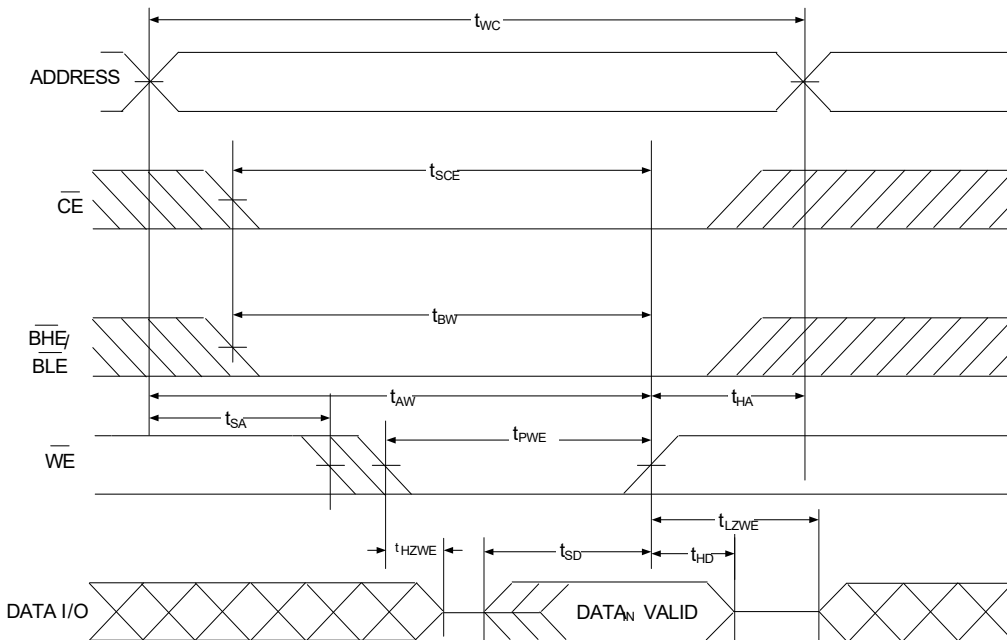 tWC
ADDRESS
tSCE
CE
tBW
BHE/
BLE
tAW
tHA
tSA
tPWE
WE
tLZWE
tHZWE
tSD
tHD
DATA I/O
DATAIN VALID